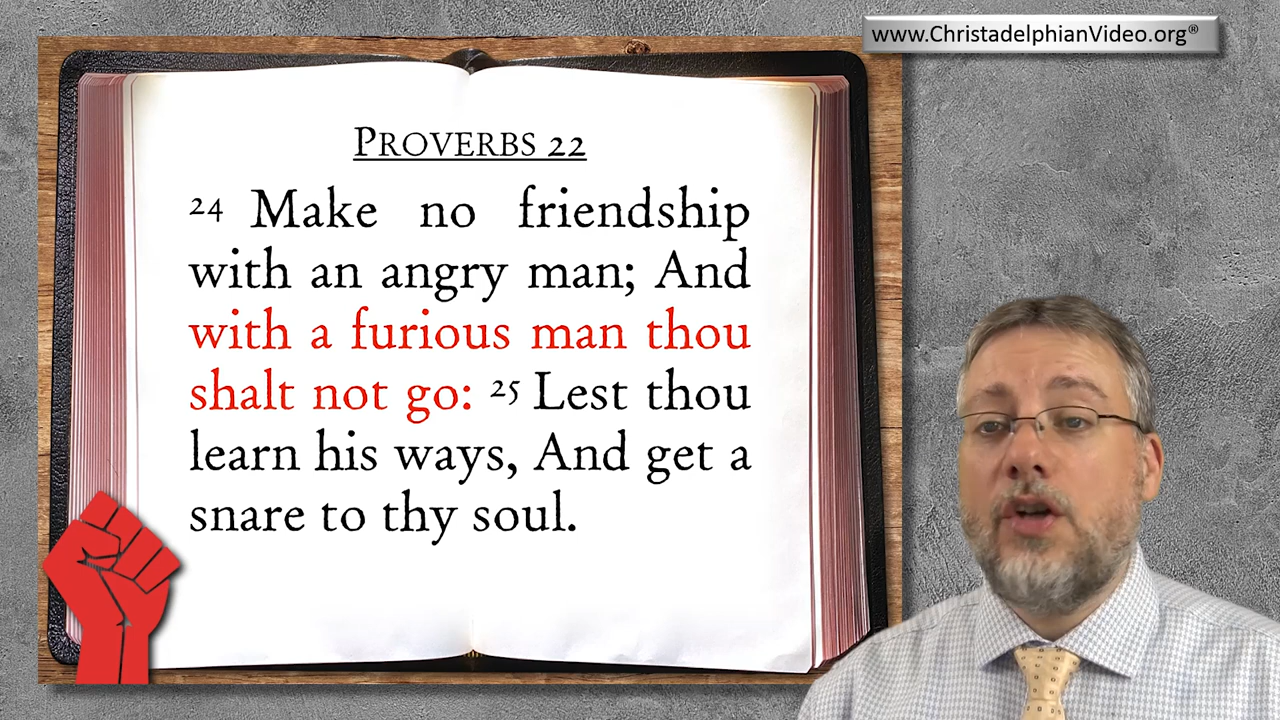 www.ChristadelphianVideo.org®
PROVERBS 22
24 Make no friendship
with an angry man; And
with a furious man thou
shalt not go: 25 Lest thou
learn his ways, And get a
snare to thy soul.